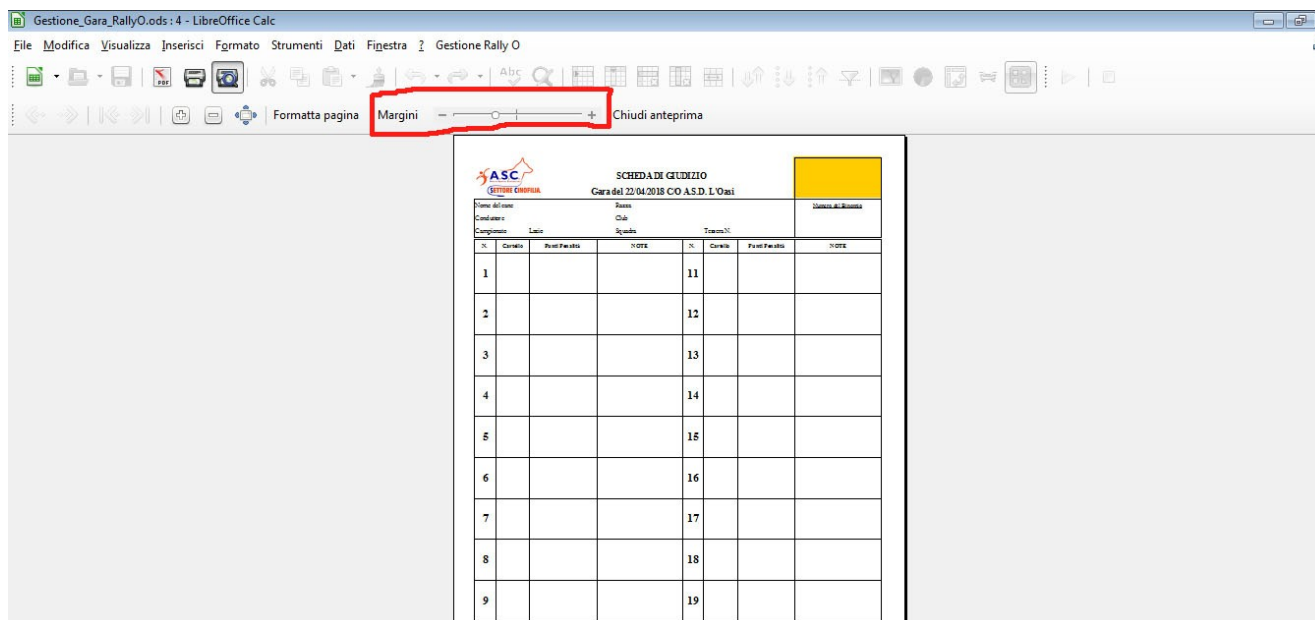 Gestione_Gara_RallyO.ods : 4 - LibreOffice Calc
File Modifica Visualizza Inserisci Formato Strumenti Dati Finestra ? Gestione Rally O
PDF Abc
Formatta pagina Margini Chiudi anteprima
ASC
SETTORE CINOFILIA
SCHEDA DI GIUDIZIO
Gara del 22/04/2018 C/O A.S.D. L'Oasi
Nome del cane Razza Numero del Binomio
Conduttore Club
Campionato Lazio Squadra Tessera N.
N. Cartello Punti Penalità NOTE N. Cartello Punti Penalità NOTE
1 11
2 12
3 13
4 14
5 15
6 16
7 17
8 18
9 19